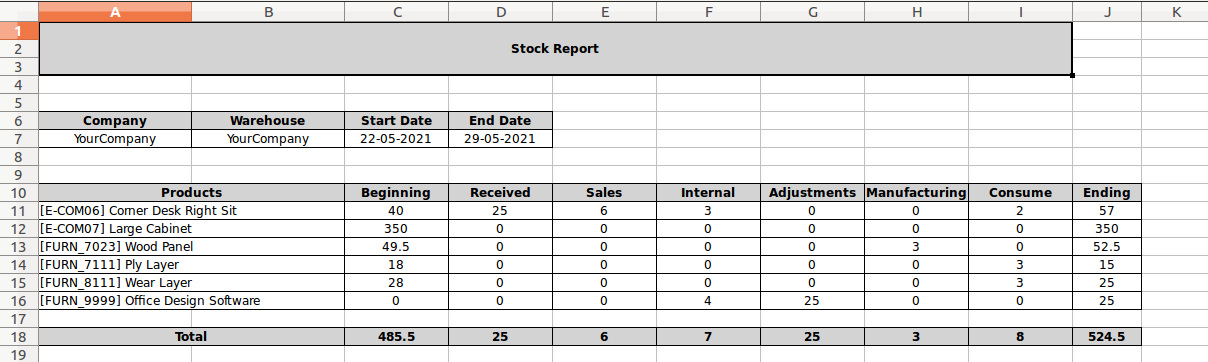 A B C D E F G H I J K
1
2 Stock Report
3
4
5
6 Company Warehouse Start Date End Date
7 YourCompany YourCompany 22-05-2021 29-05-2021
8
9
10 Products Beginning Received Sales Internal Adjustments Manufacturing Consume Ending
11 [E-COM06] Corner Desk Right Sit 40 25 6 3 0 0 2 57
12 [E-COM07] Large Cabinet 350 0 0 0 0 0 0 350
13 [FURN_7023] Wood Panel 49.5 0 0 0 0 3 0 52.5
14 [FURN_7111] Ply Layer 18 0 0 0 0 0 3 15
15 [FURN_8111] Wear Layer 28 0 0 0 0 0 3 25
16 [FURN_9999] Office Design Software 0 0 0 4 25 0 0 25
17
18 Total 485.5 25 6 7 25 3 8 524.5
19